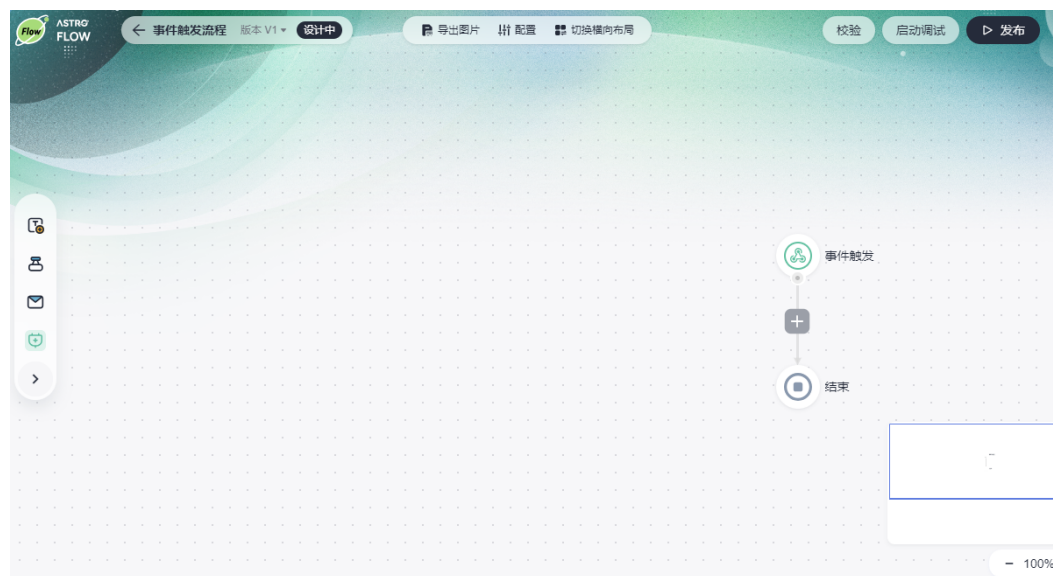 Flow ASTRO FLOW
事件触发流程 版本 V1 设计中
导出图片 配置 切换横向布局
校验 启动调试 发布
事件触发
结束
100%